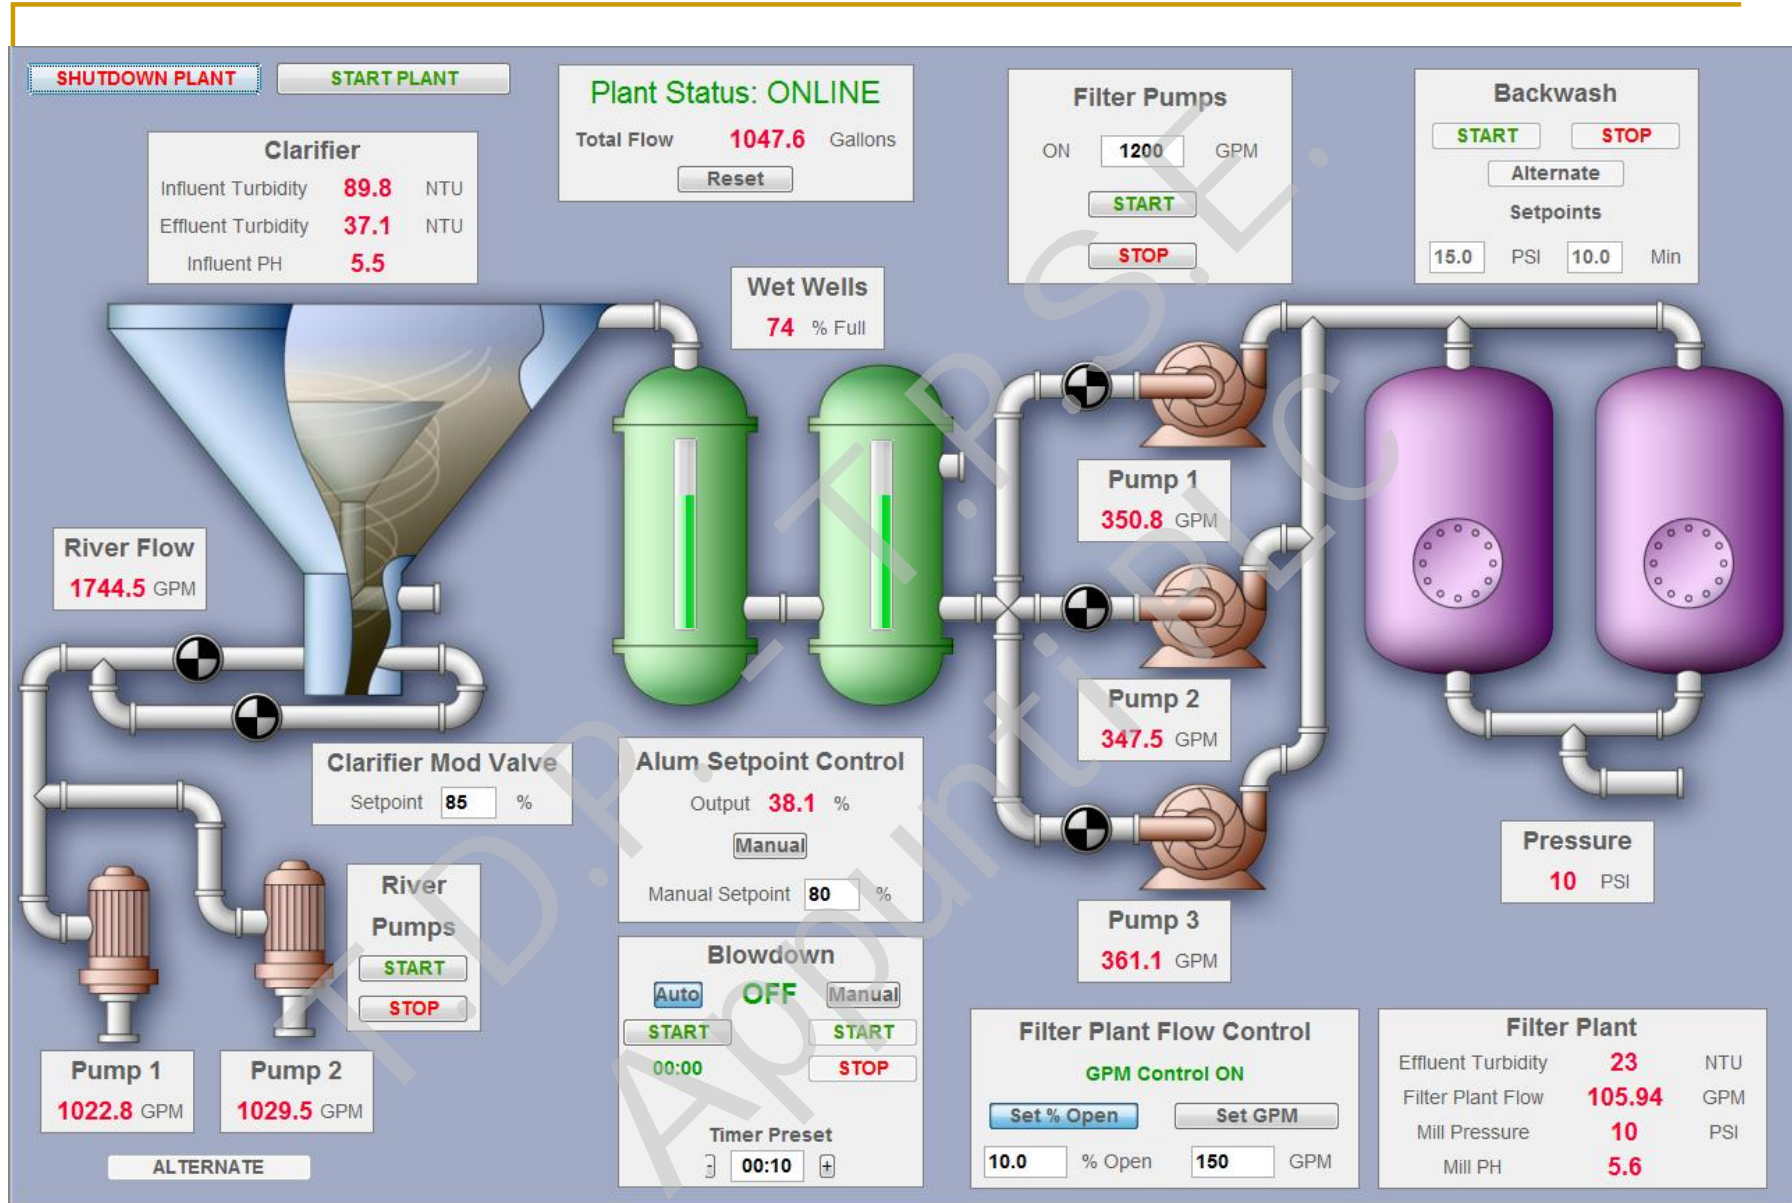 SHUTDOWN PLANT
START PLANT
Clarifier
Influent Turbidity 89.8 NTU
Effluent Turbidity 37.1 NTU
Influent PH 5.5
Plant Status: ONLINE
Total Flow 1047.6 Gallons
Reset
Filter Pumps
ON 1200 GPM
START
STOP
Backwash
START STOP
Alternate
Setpoints
15.0 PSI 10.0 Min
Wet Wells
74 % Full
River Flow
1744.5 GPM
Clarifier Mod Valve
Setpoint 85 %
River
Pumps
START
STOP
Pump 1
1022.8 GPM
Pump 2
1029.5 GPM
ALTERNATE
Alum Setpoint Control
Output 38.1 %
Manual
Manual Setpoint 80 %
Blowdown
Auto OFF Manual
START START
00:00 STOP
Timer Preset
- 00:10 +
Pump 1
350.8 GPM
Pump 2
347.5 GPM
Pump 3
361.1 GPM
Pressure
10 PSI
Filter Plant Flow Control
GPM Control ON
Set % Open Set GPM
10.0 % Open 150 GPM
Filter Plant
Effluent Turbidity 23 NTU
Filter Plant Flow 105.94 GPM
Mill Pressure 10 PSI
Mill PH 5.6
T.D.P. - T.P.S.E.
Appunti PLC